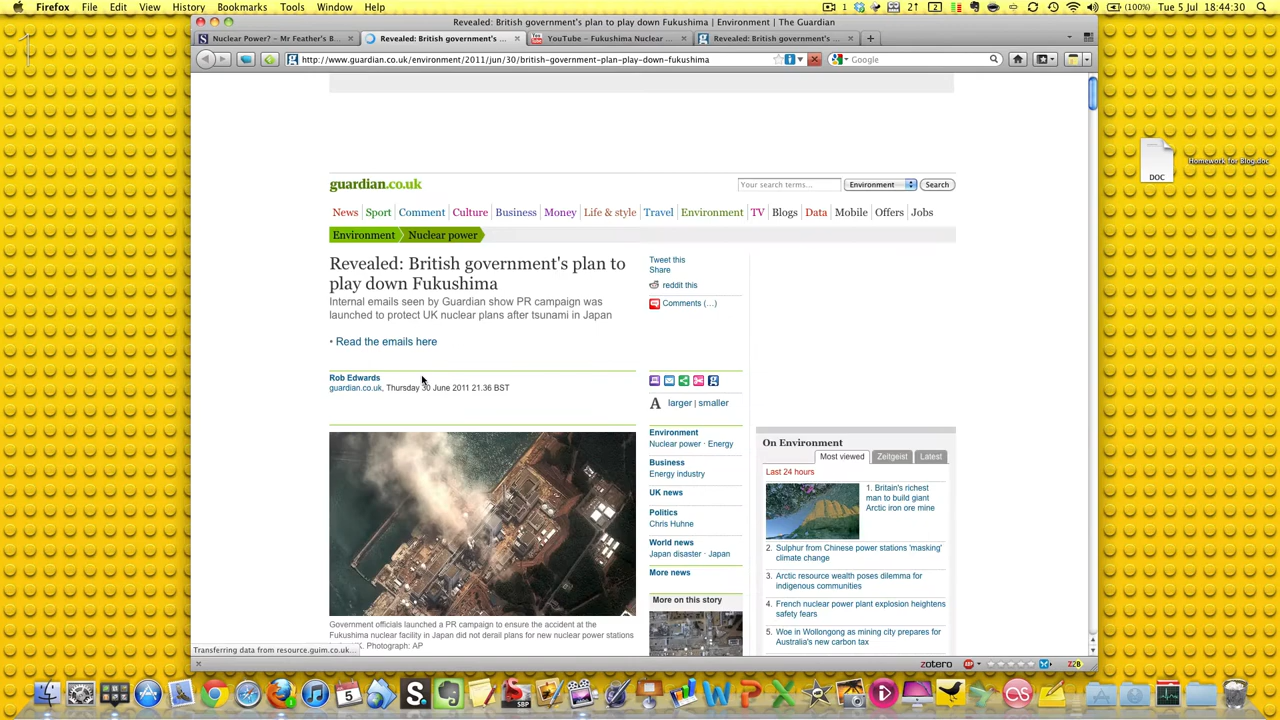 Firefox File Edit View History Bookmarks Tools Window Help
1 2 (100%) Tue 5 Jul 18:44:30
Revealed: British government's plan to play down Fukushima | Environment | The Guardian
Nuclear Power? – Mr Feather's B... Revealed: British government's ... YouTube – Fukushima Nuclear ... Revealed: British government's ...
http://www.guardian.co.uk/environment/2011/jun/30/british-government-plan-play-down-fukushima
Google
guardian.co.uk
Your search terms... Environment Search
News Sport Comment Culture Business Money Life & style Travel Environment TV Blogs Data Mobile Offers Jobs
Environment Nuclear power
Revealed: British government's plan to
play down Fukushima
Internal emails seen by Guardian show PR campaign was
launched to protect UK nuclear plans after tsunami in Japan
• Read the emails here
Rob Edwards
guardian.co.uk, Thursday 30 June 2011 21.36 BST
Government officials launched a PR campaign to ensure the accident at the
Fukushima nuclear facility in Japan did not derail plans for new nuclear power stations
Photograph: AP
Tweet this
Share
reddit this
Comments (...)
A larger | smaller
Environment
Nuclear power · Energy
Business
Energy industry
UK news
Politics
Chris Huhne
World news
Japan disaster · Japan
More news
More on this story
On Environment
Most viewed Zeitgeist Latest
Last 24 hours
1. Britain's richest
man to build giant
Arctic iron ore mine
2. Sulphur from Chinese power stations 'masking'
climate change
3. Arctic resource wealth poses dilemma for
indigenous communities
4. French nuclear power plant explosion heightens
safety fears
5. Woe in Wollongong as mining city prepares for
Australia's new carbon tax
Transferring data from resource.guim.co.uk...
zotero
DOC
Homework for Blog.doc